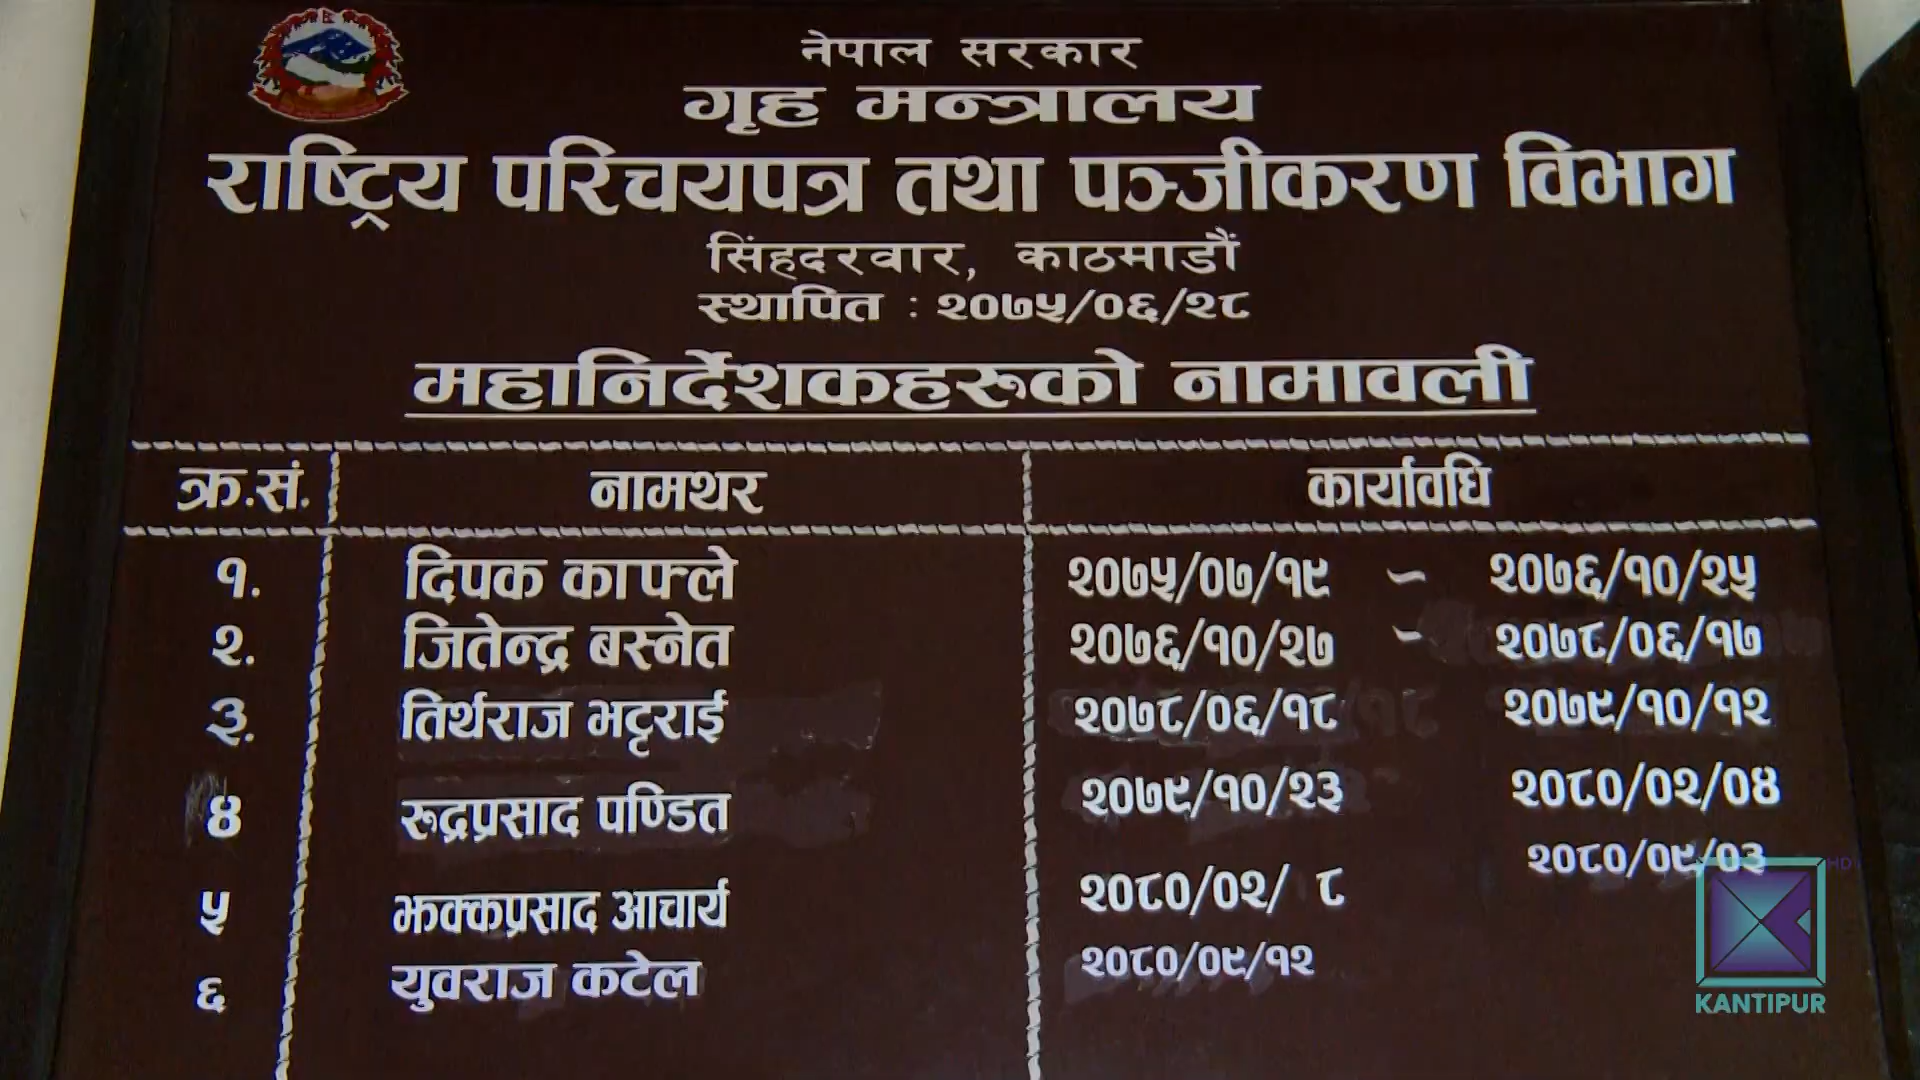 नेपाल सरकार
गृह मन्त्रालय
राष्ट्रिय परिचयपत्र तथा पञ्जीकरण विभाग
सिंहदरवार, काठमाडौं
स्थापित : २०७५/०६/२८
महानिर्देशकहरुको नामावली
क्र.सं. नामथर कार्यावधि
१. दिपक काफ्ले २०७५/०७/१९ - २०७६/१०/२५
२. जितेन्द्र बस्नेत २०७६/१०/२७ - २०७८/०६/१७
३. तिर्थराज भट्टराई २०७८/०६/१८ २०७९/१०/१२
४ रुद्रप्रसाद पण्डित २०७९/१०/२३ २०८०/०२/०४
५ झक्कप्रसाद आचार्य २०८०/०२/ ८ २०८०/०९/०३
६ युवराज कटेल २०८०/०९/१२
HD
KANTIPUR